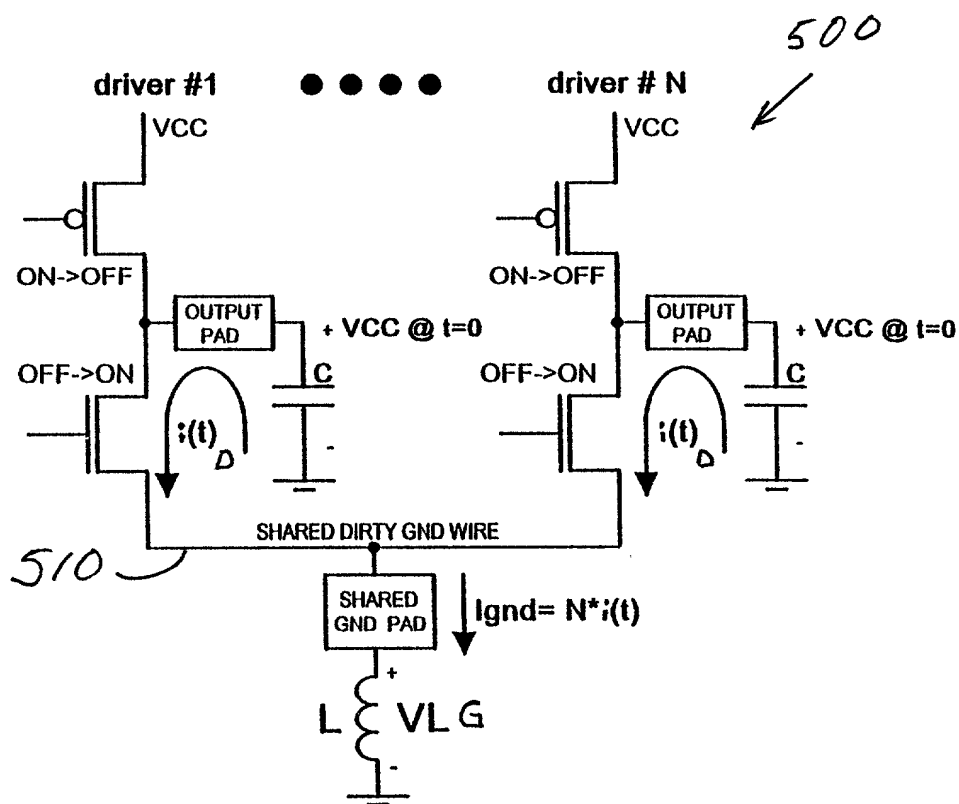 500
driver #1 driver # N
VCC VCC
ON->OFF ON->OFF
OUTPUT PAD OUTPUT PAD
+ VCC @ t=0 + VCC @ t=0
OFF->ON OFF->ON
C C
i(t)D i(t)D
- -
SHARED DIRTY GND WIRE
510
SHARED GND PAD
Ignd= N*i(t)
+
L VLG
-